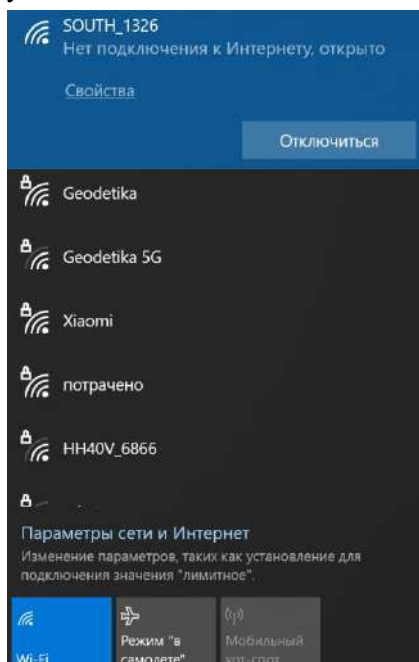 SOUTH_1326
Нет подключения к Интернету, открыто
Свойства
Отключиться
Geodetika
Geodetika 5G
Xiaomi
потрачено
HH40V_6866
Параметры сети и Интернет
Изменение параметров, таких как установление для
подключения значения "лимитное".
Wi-Fi
Режим "в
самолете"
Мобильный
хот-спот